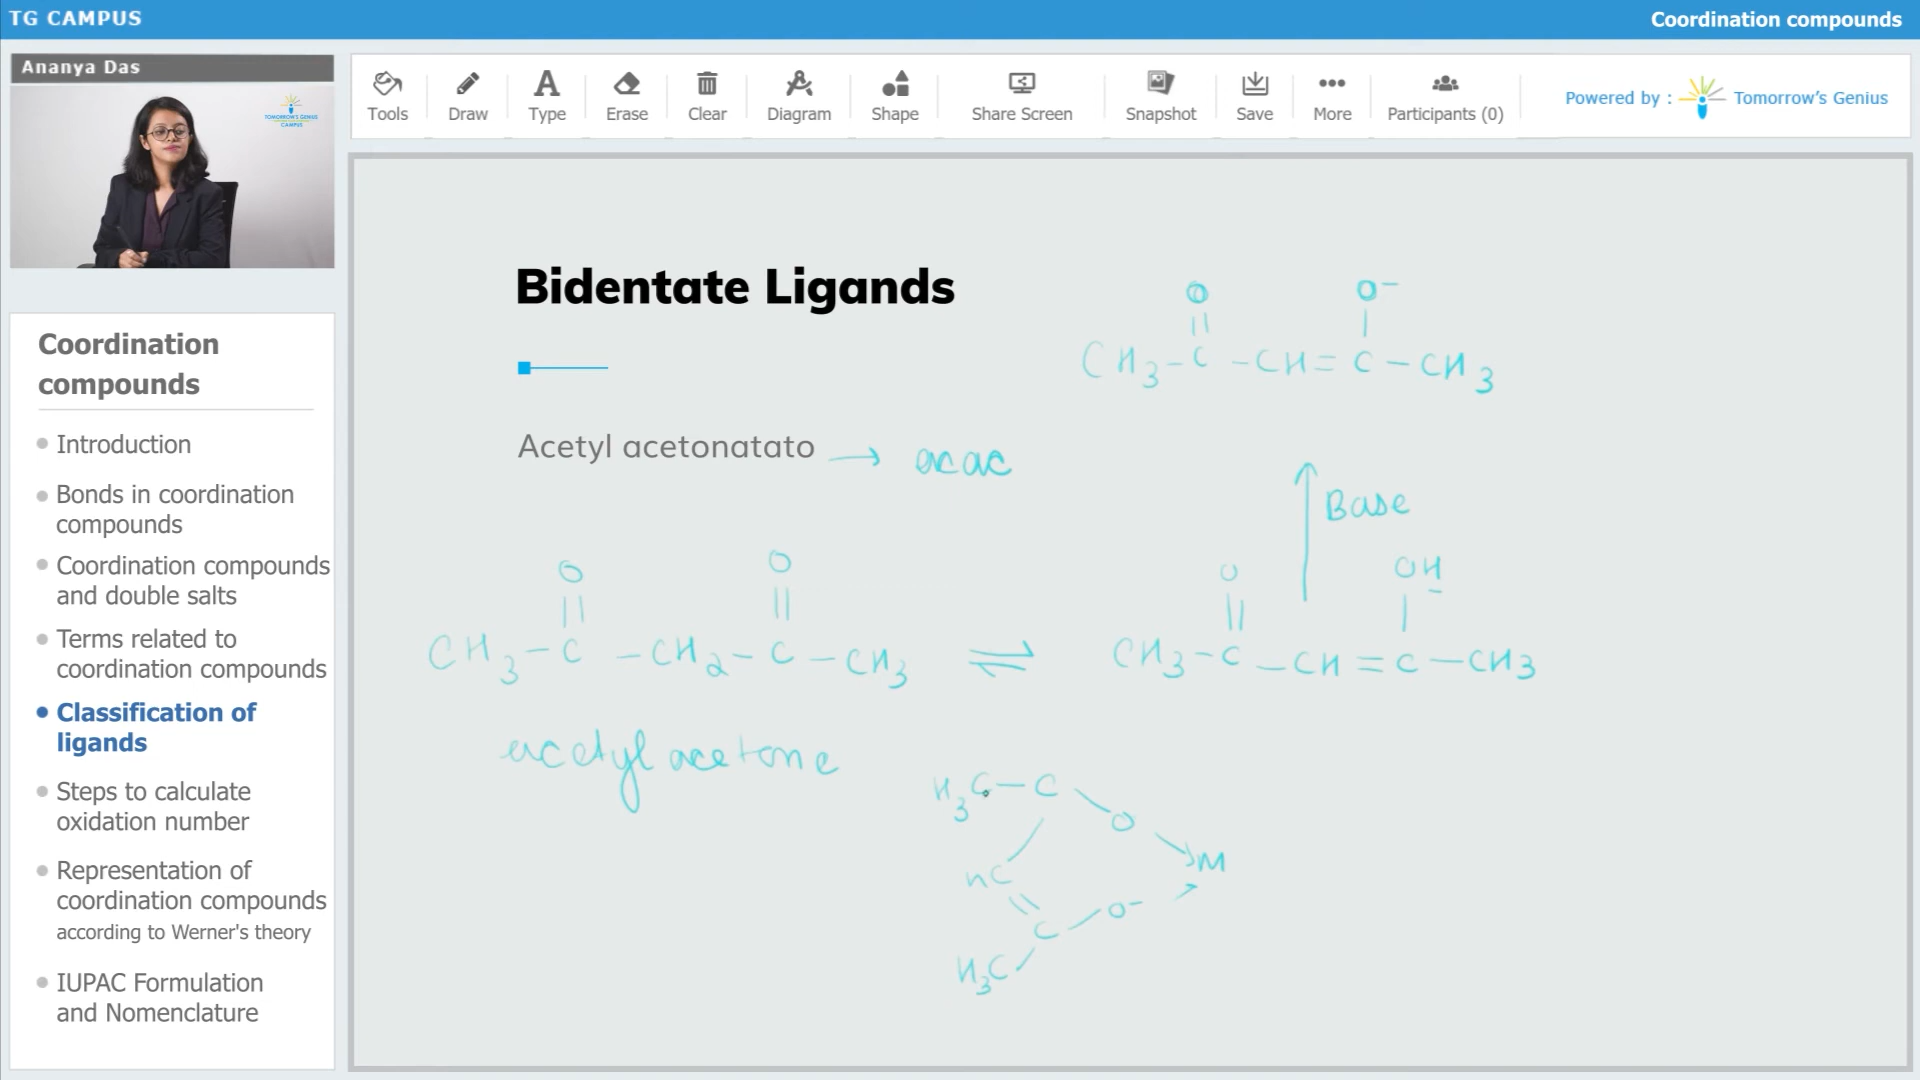 TG CAMPUS
Coordination compounds
Ananya Das
TOMORROW'S GENIUS
CAMPUS
Tools
Draw
Type
Erase
Clear
Diagram
Shape
Share Screen
Snapshot
Save
More
Participants (0)
Powered by :
Tomorrow's Genius
Coordination
compounds
Introduction
Bonds in coordination
compounds
Coordination compounds
and double salts
Terms related to
coordination compounds
Classification of
ligands
Steps to calculate
oxidation number
Representation of
coordination compounds
according to Werner's theory
IUPAC Formulation
and Nomenclature
Bidentate Ligands
O O⁻
|| |
CH₃-C-CH=C-CH₃
Acetyl acetonatato → acac
↑ Base
O O
|| ||
CH₃-C-CH₂-C-CH₃ ⇌
O OH
|| |
CH₃-C-CH=C-CH₃
acetyl acetone
H₃C-C
O
M
HC
O⁻
C
H₃C